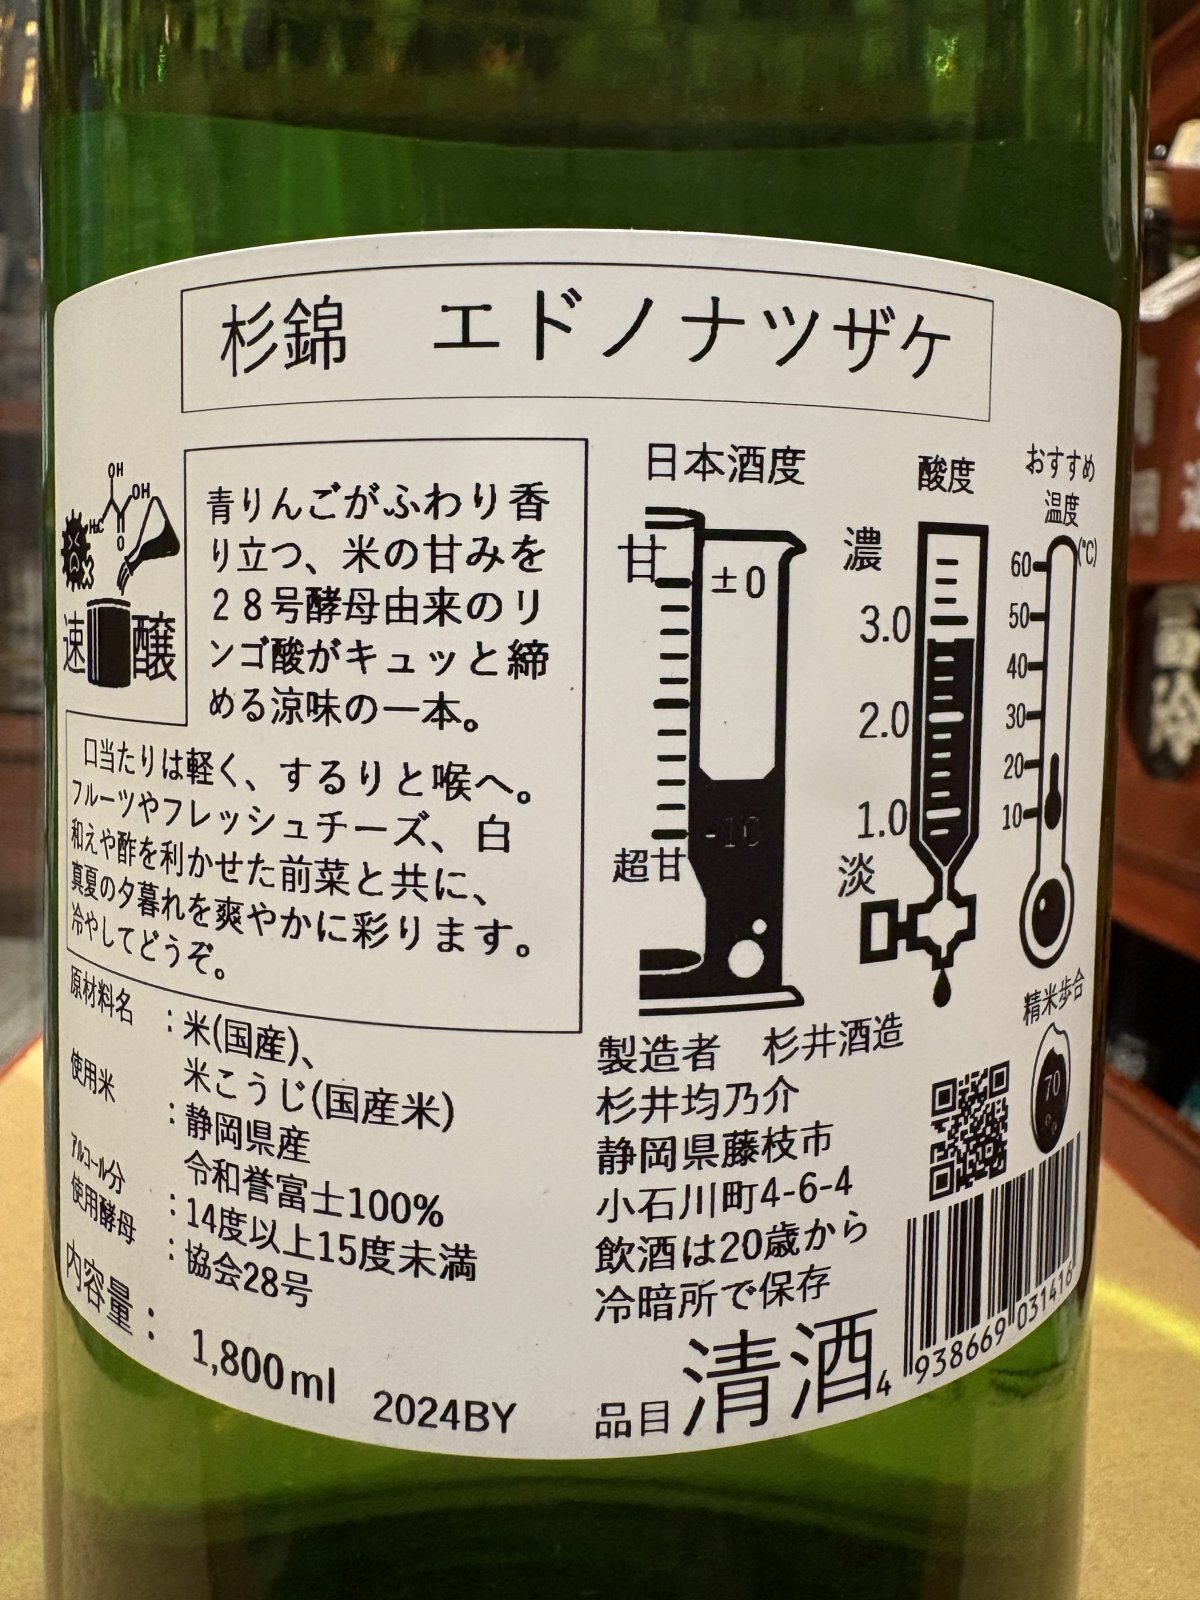 杉錦　エドノナツザケ
OH
OH
H₃C
O
速醸
青りんごがふわり香
り立つ、米の甘みを
２８号酵母由来のリ
ンゴ酸がキュッと締
める涼味の一本。
口当たりは軽く、するりと喉へ。
フルーツやフレッシュチーズ、白
和えや酢を利かせた前菜と共に、
真夏の夕暮れを爽やかに彩ります。
冷やしてどうぞ。
日本酒度
甘
±0
-10
超甘
酸度
濃
3.0
2.0
1.0
淡
おすすめ
温度
(℃)
60
50
40
30
20
10
精米歩合
70
原材料名：米(国産)、
米こうじ(国産米)
使用米：静岡県産
令和誉富士100%
アルコール分：14度以上15度未満
使用酵母：協会28号
内容量：1,800ml
2024BY
製造者　杉井酒造
杉井均乃介
静岡県藤枝市
小石川町4-6-4
飲酒は20歳から
冷暗所で保存
品目清酒
4 938669 031416